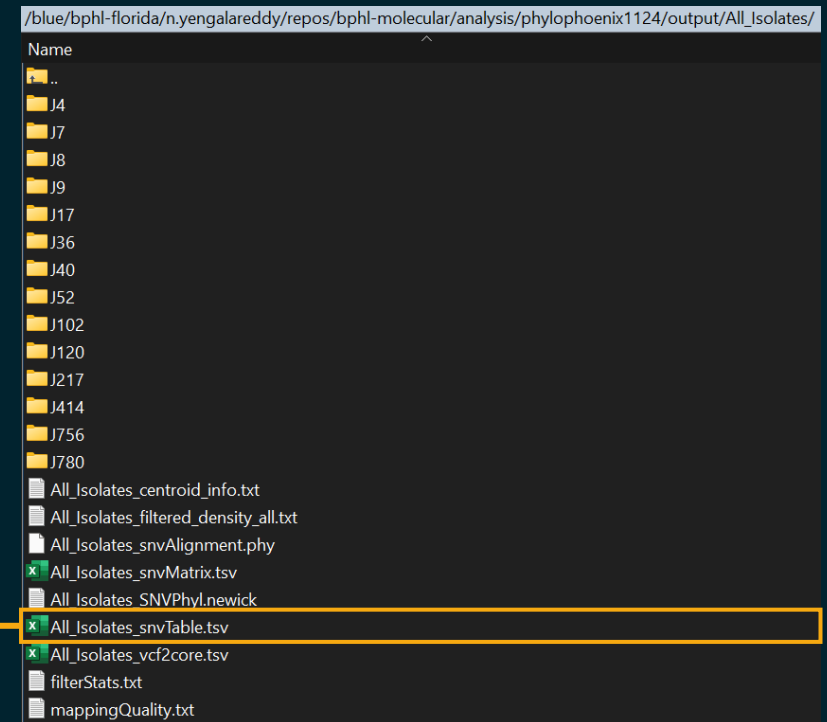 /blue/bphl-florida/n.yengalareddy/repos/bphl-molecular/analysis/phylophoenix1124/output/All_Isolates/
Name
..
J4
J7
J8
J9
J17
J36
J40
J52
J102
J120
J217
J414
J756
J780
All_Isolates_centroid_info.txt
All_Isolates_filtered_density_all.txt
All_Isolates_snvAlignment.phy
All_Isolates_snvMatrix.tsv
All_Isolates_SNVPhyl.newick
All_Isolates_snvTable.tsv
All_Isolates_vcf2core.tsv
filterStats.txt
mappingQuality.txt